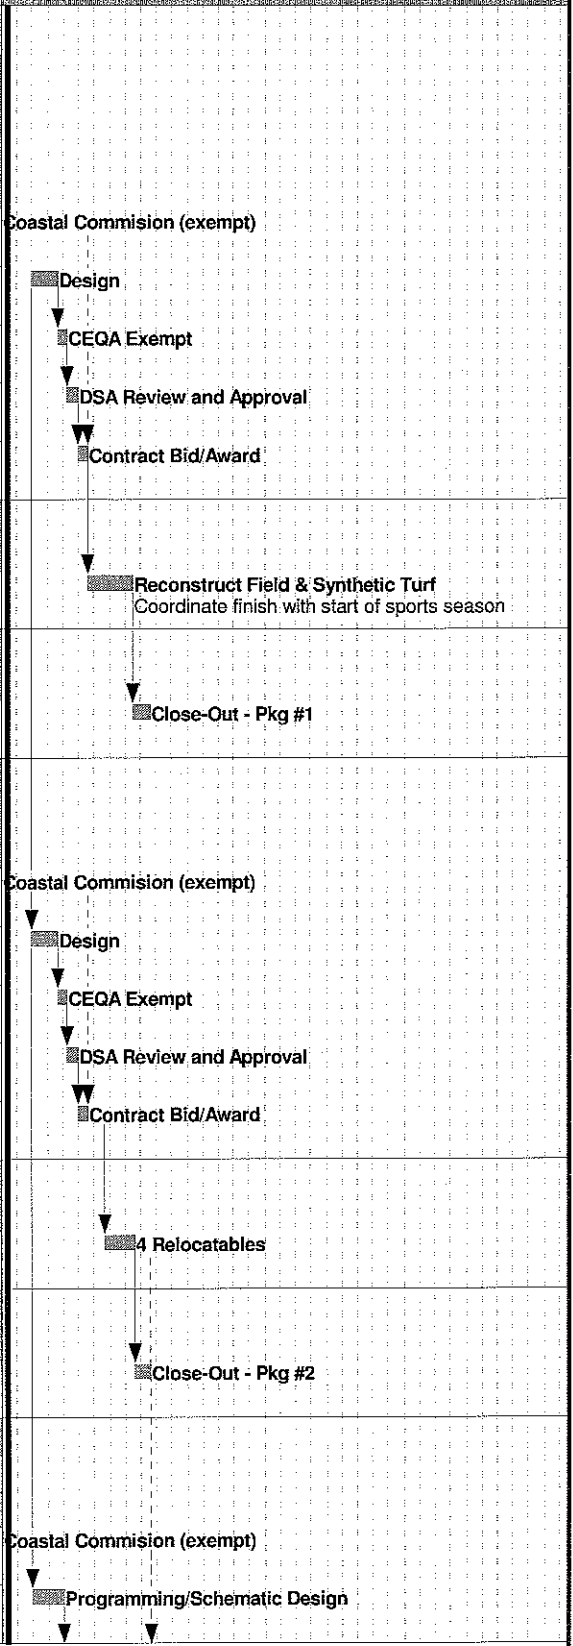 Coastal Commision (exempt)
Design
CEQA Exempt
DSA Review and Approval
Contract Bid/Award
Reconstruct Field & Synthetic Turf
Coordinate finish with start of sports season
Close-Out - Pkg #1
Coastal Commision (exempt)
Design
CEQA Exempt
DSA Review and Approval
Contract Bid/Award
4 Relocatables
Close-Out - Pkg #2
Coastal Commision (exempt)
Programming/Schematic Design